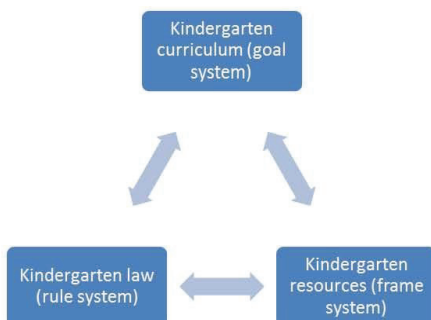 Kindergarten
curriculum (goal
system)
Kindergarten law
(rule system)
Kindergarten
resources (frame
system)